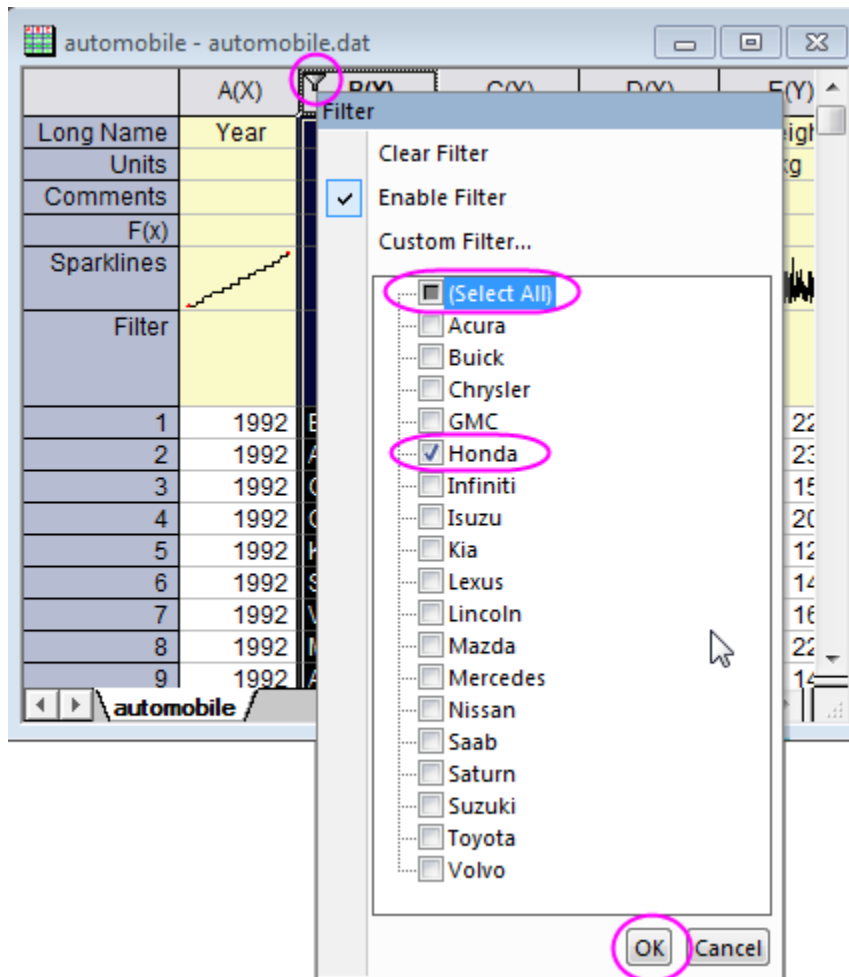 automobile - automobile.dat
A(X) B(Y) C(Y) D(Y) E(Y)
Filter
Long Name Year
Units kg
Comments
F(x)
Sparklines
Filter
1 1992
2 1992
3 1992
4 1992
5 1992
6 1992
7 1992
8 1992
9 1992
automobile
Clear Filter
Enable Filter
Custom Filter...
(Select All)
Acura
Buick
Chrysler
GMC
Honda
Infiniti
Isuzu
Kia
Lexus
Lincoln
Mazda
Mercedes
Nissan
Saab
Saturn
Suzuki
Toyota
Volvo
OK Cancel